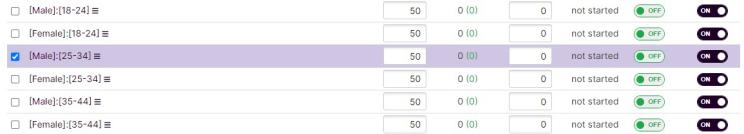 [Male]:[18-24] 50 0 (0) 0 not started OFF ON
[Female]:[18-24] 50 0 (0) 0 not started OFF ON
[Male]:[25-34] 50 0 (0) 0 not started OFF ON
[Female]:[25-34] 50 0 (0) 0 not started OFF ON
[Male]:[35-44] 50 0 (0) 0 not started OFF ON
[Female]:[35-44] 50 0 (0) 0 not started OFF ON